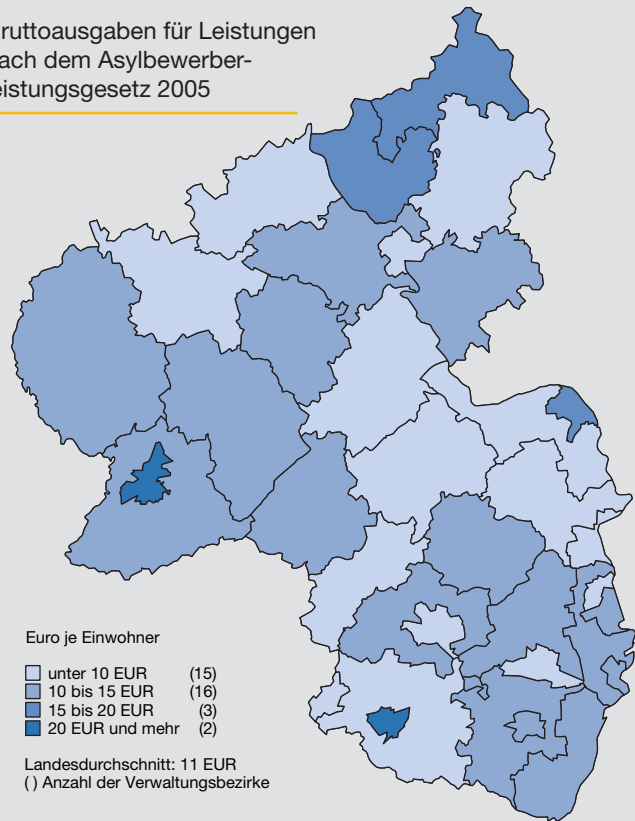 ruttoausgaben für Leistungen
ach dem Asylbewerber-
eistungsgesetz 2005
Euro je Einwohner
unter 10 EUR (15)
10 bis 15 EUR (16)
15 bis 20 EUR (3)
20 EUR und mehr (2)
Landesdurchschnitt: 11 EUR
( ) Anzahl der Verwaltungsbezirke